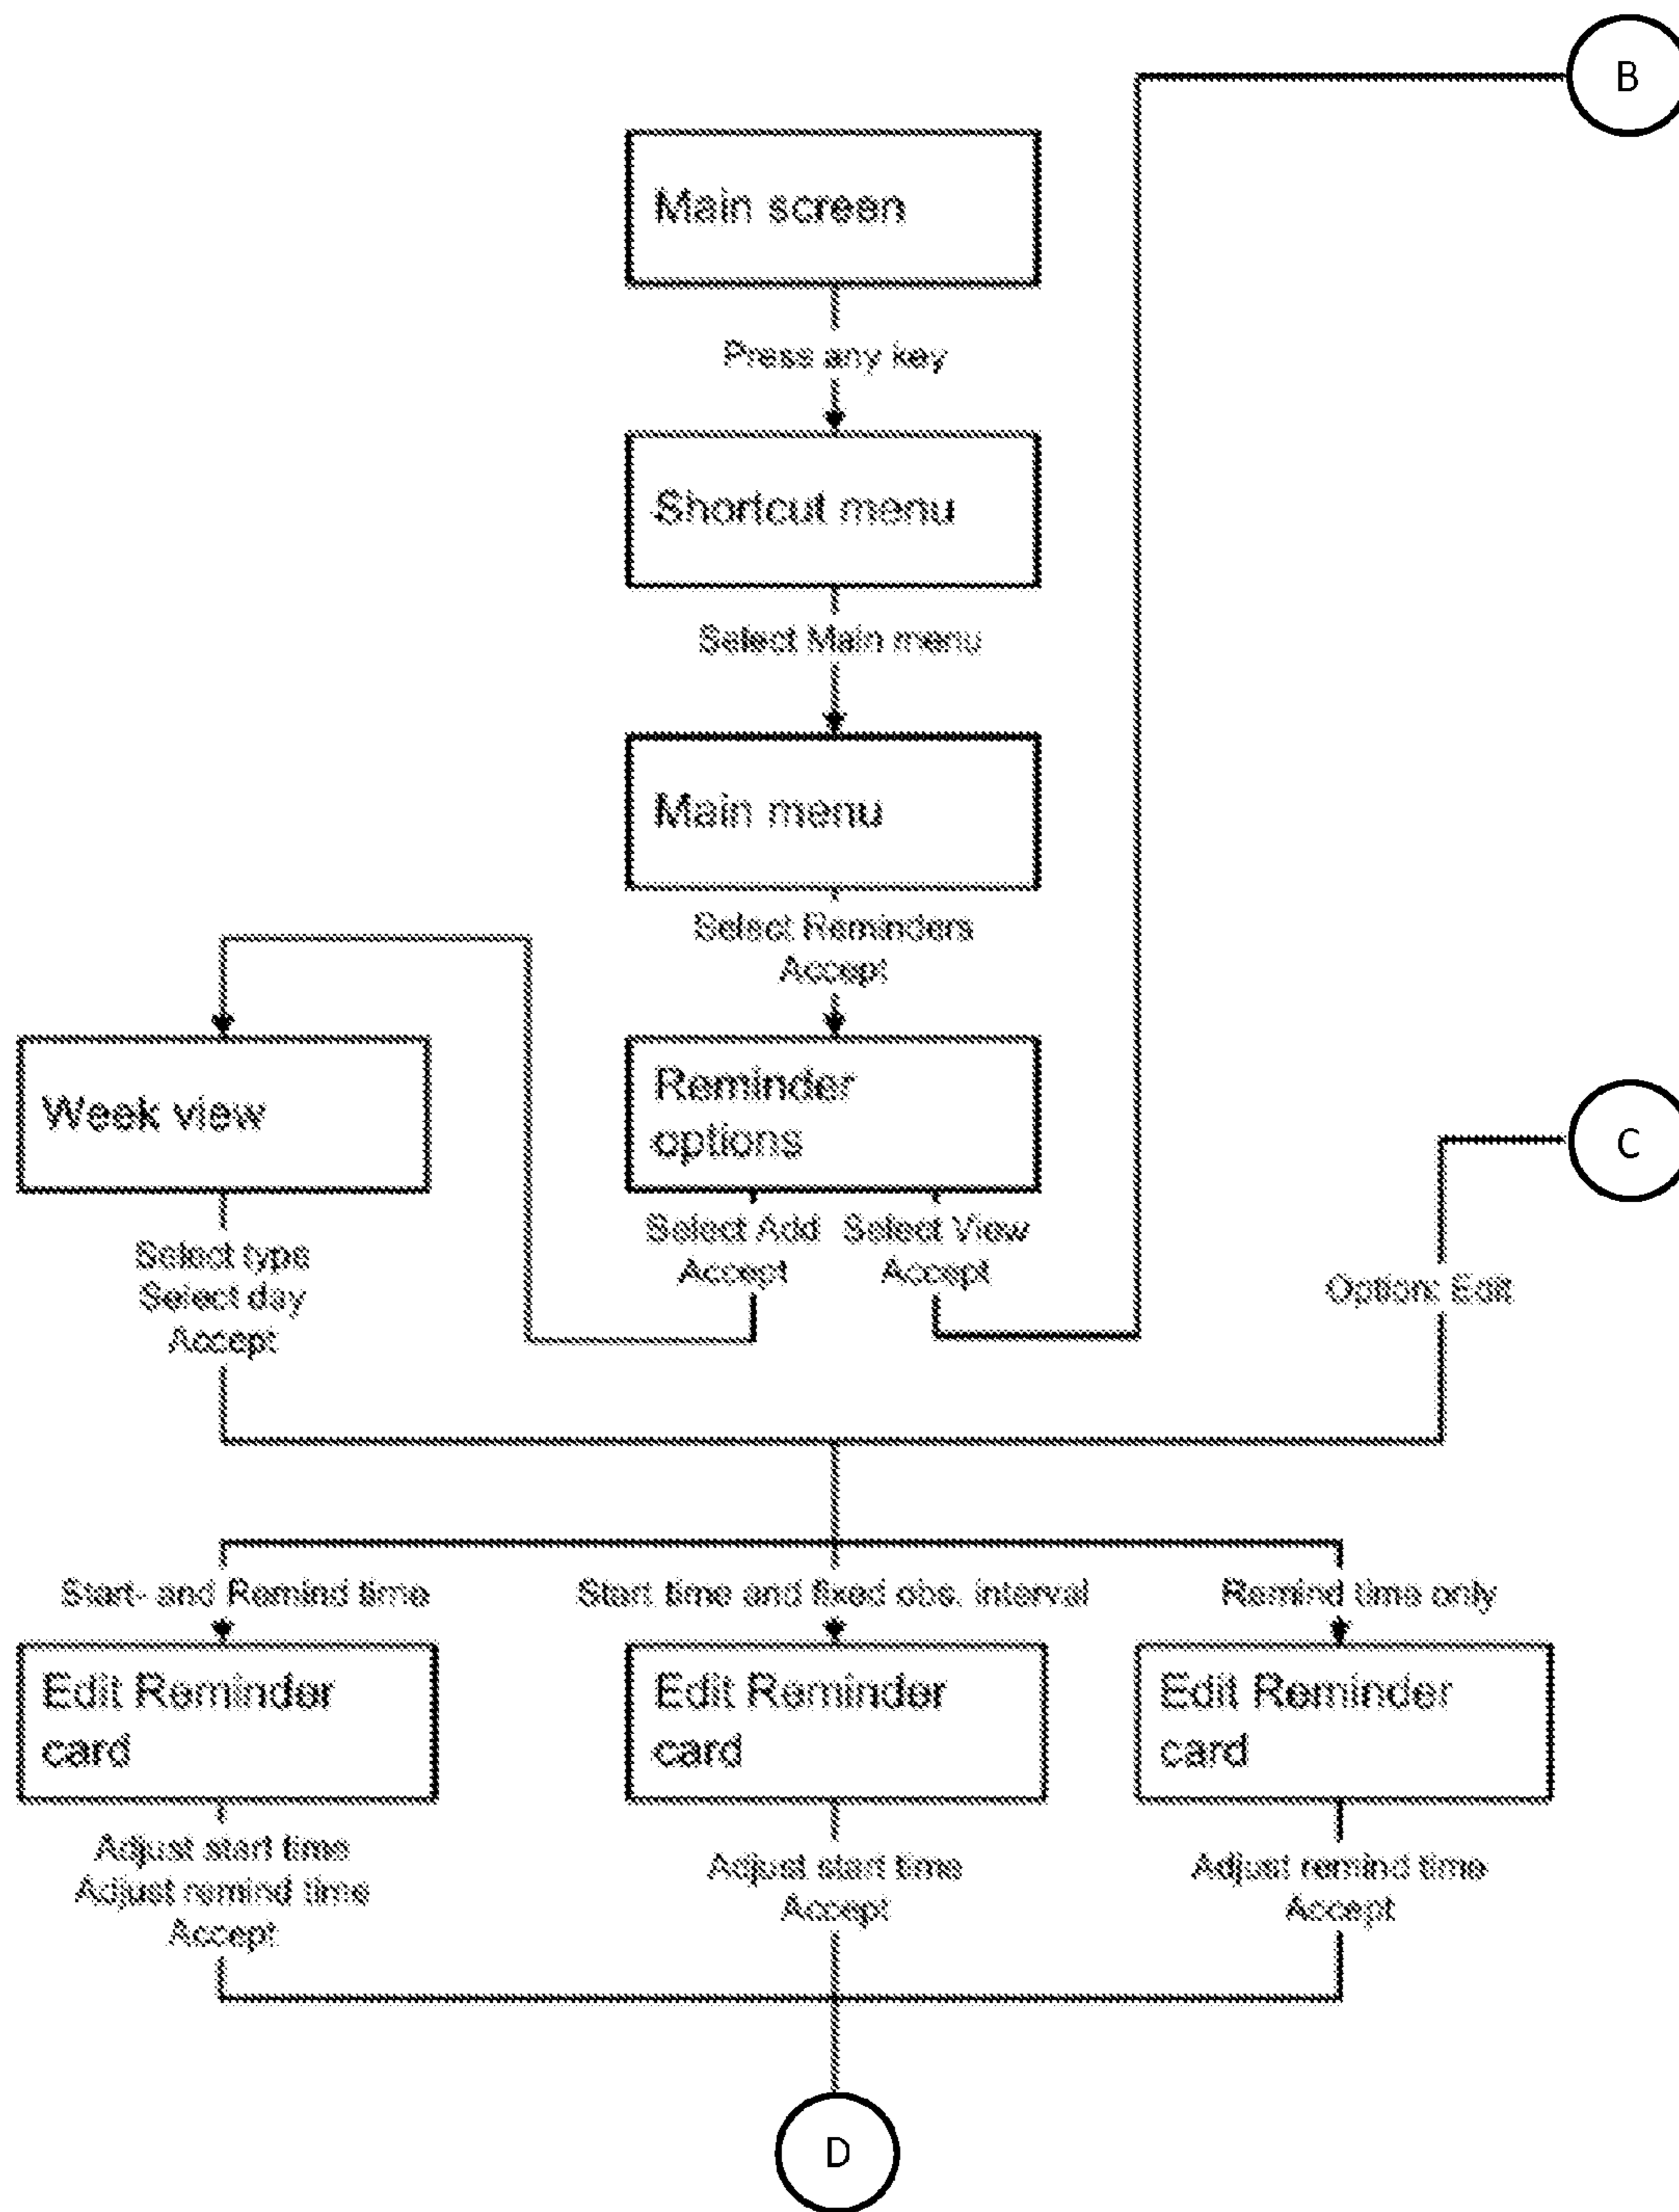 B
Main screen
Press any key
Shortcut menu
Select Main menu
Main menu
Select Reminders
Accept
Week view
Reminder
options
C
Select type
Select day
Accept
Select Add
Accept
Select View
Accept
Option: Edit
Start- and Remind time
Start time and fixed obs. interval
Remind time only
Edit Reminder
card
Edit Reminder
card
Edit Reminder
card
Adjust start time
Adjust remind time
Accept
Adjust start time
Accept
Adjust remind time
Accept
D